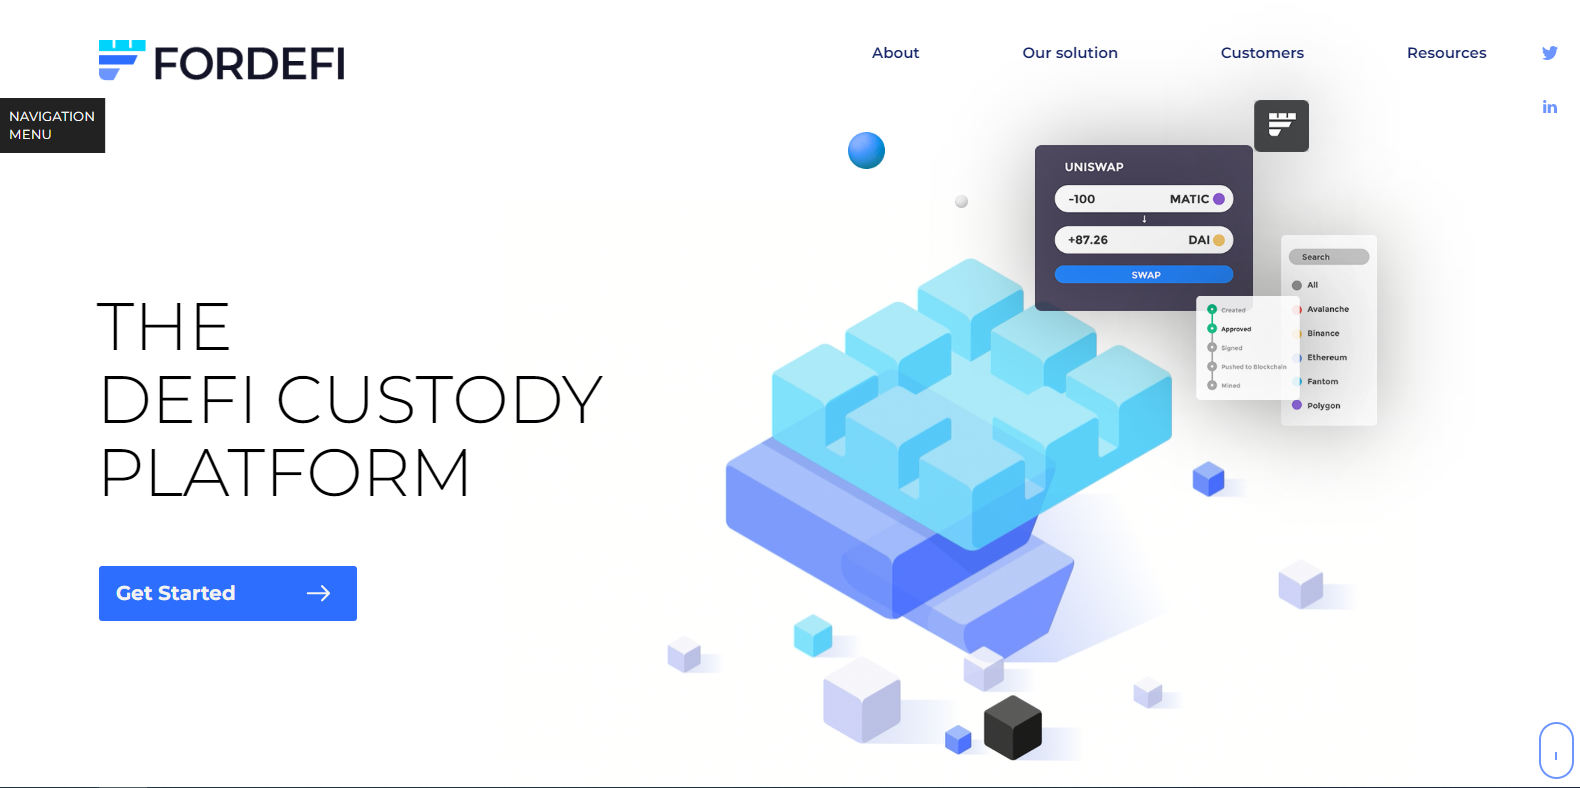 FORDEFI
About
Our solution
Customers
Resources
NAVIGATION
MENU
UNISWAP
-100 MATIC
↓
+87.26 DAI
SWAP
Search
All
Avalanche
Binance
Ethereum
Fantom
Polygon
Created
Approved
Signed
Pushed to Blockchain
Mined
THE
DEFI CUSTODY
PLATFORM
Get Started →